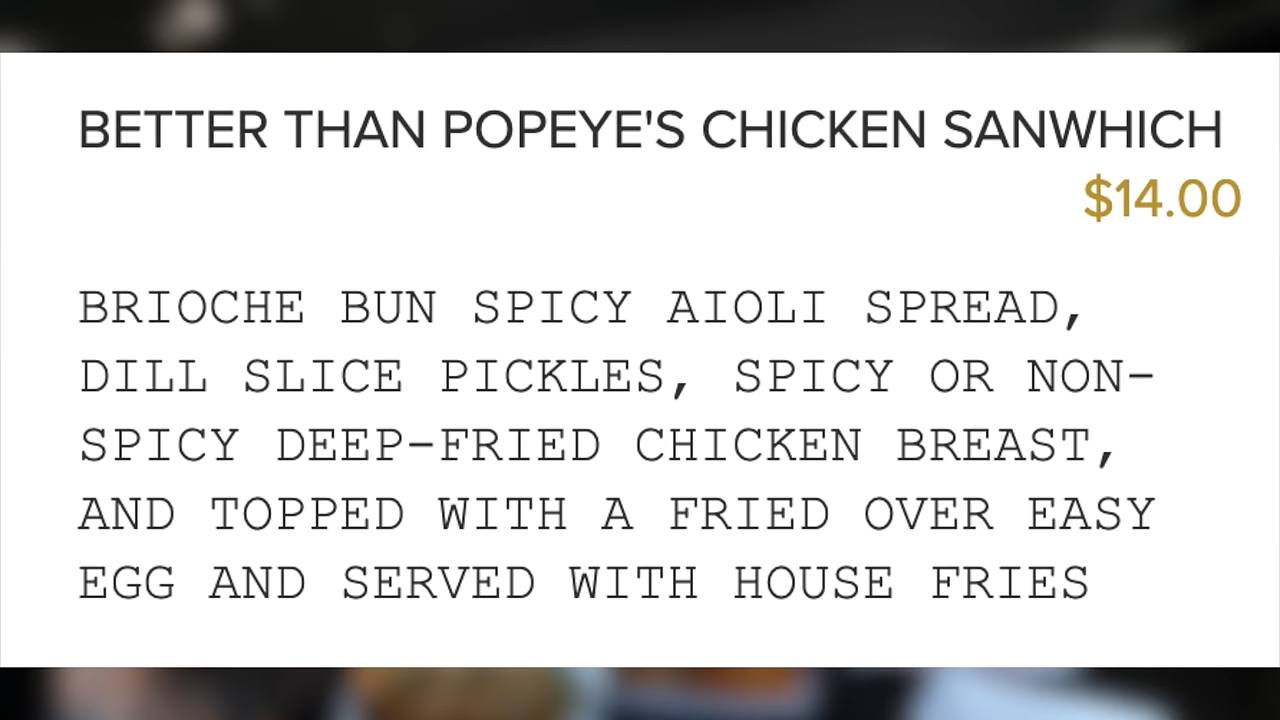 BETTER THAN POPEYE'S CHICKEN SANWHICH
$14.00
BRIOCHE BUN SPICY AIOLI SPREAD,
DILL SLICE PICKLES, SPICY OR NON-
SPICY DEEP-FRIED CHICKEN BREAST,
AND TOPPED WITH A FRIED OVER EASY
EGG AND SERVED WITH HOUSE FRIES